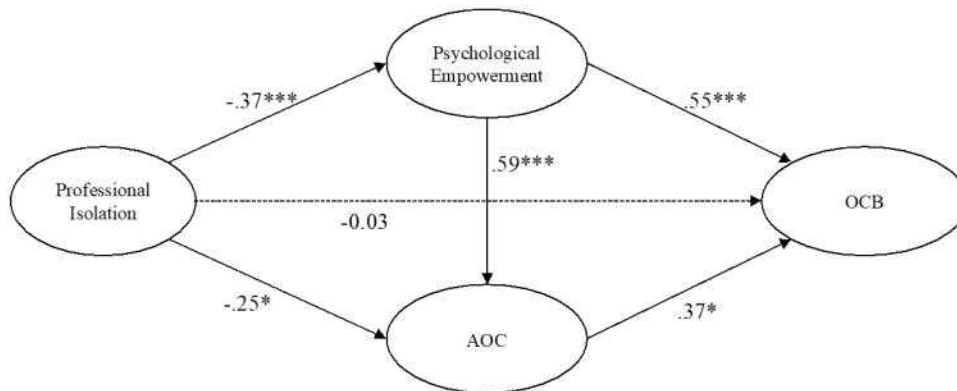 Psychological
Empowerment
-.37***
.55***
.59***
Professional
Isolation
OCB
-0.03
-.25*
.37*
AOC